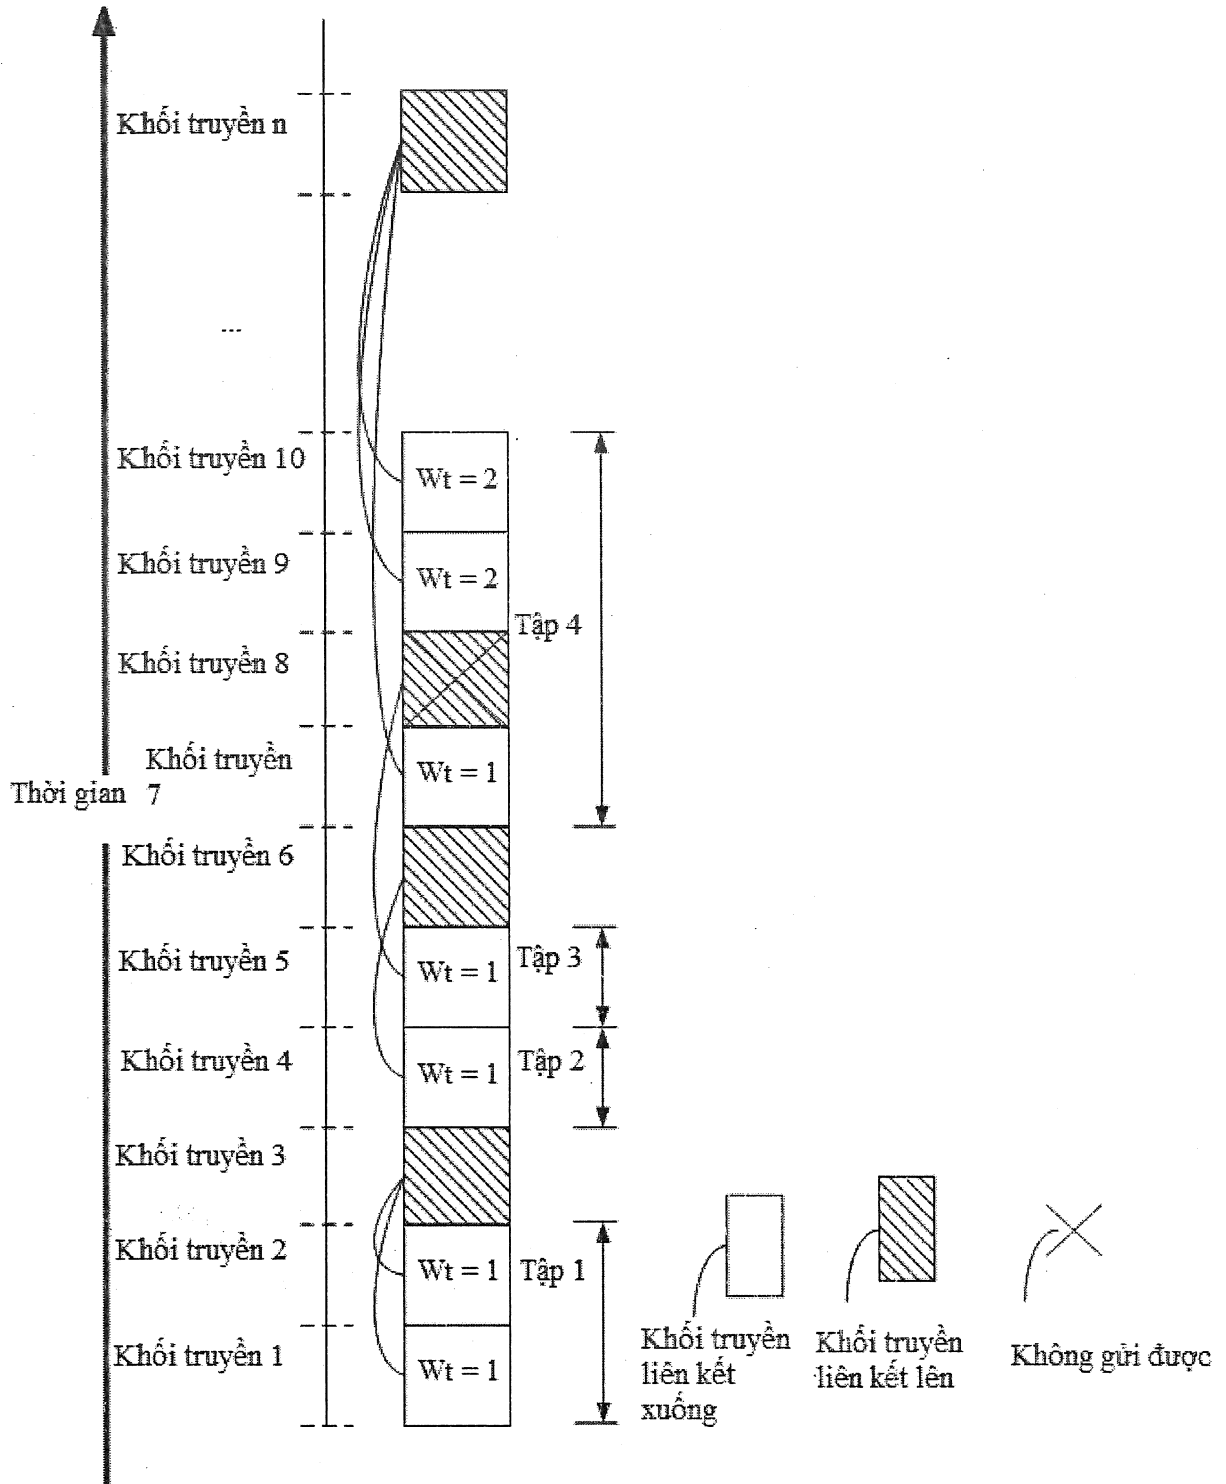 Khối truyền n
...
Khối truyền 10
Wt = 2
Khối truyền 9
Wt = 2
Tập 4
Khối truyền 8
Khối truyền
7
Wt = 1
Thời gian
Khối truyền 6
Khối truyền 5
Wt = 1
Tập 3
Khối truyền 4
Wt = 1
Tập 2
Khối truyền 3
Khối truyền 2
Wt = 1
Tập 1
Khối truyền 1
Wt = 1
Khối truyền
liên kết
xuống
Khối truyền
liên kết lên
Không gửi được